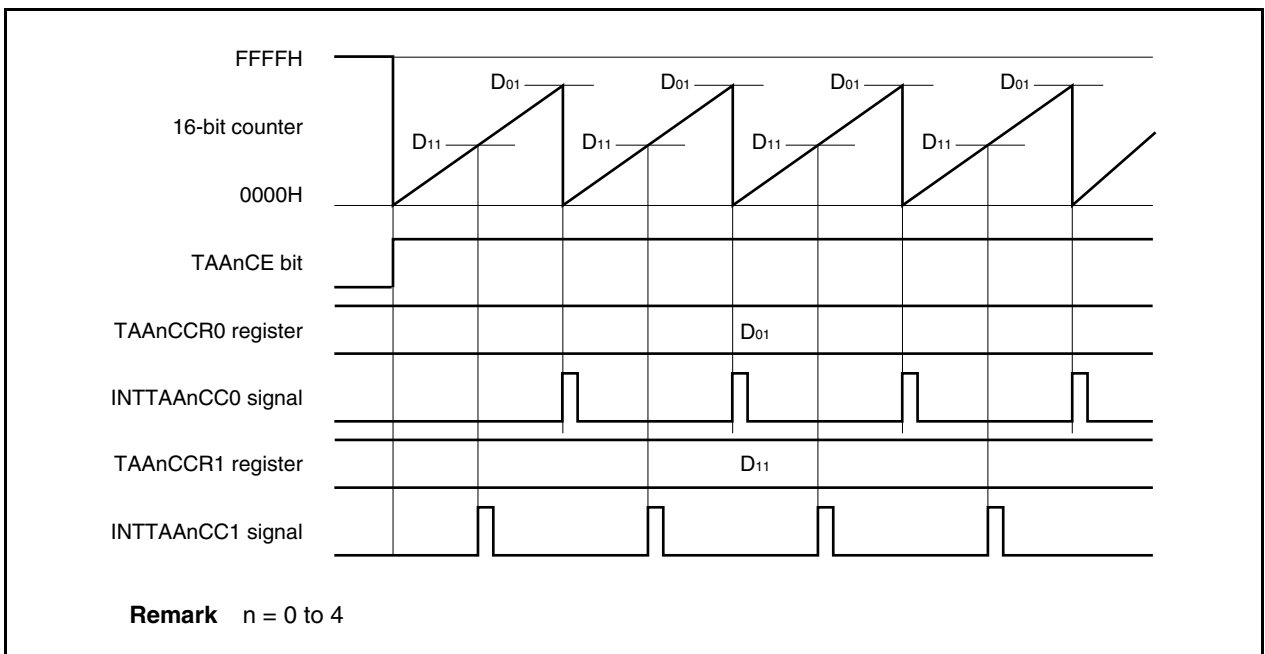 FFFFH
D01 D01 D01 D01
16-bit counter
D11 D11 D11 D11
0000H
TAAnCE bit
TAAnCCR0 register D01
INTTAAnCC0 signal
TAAnCCR1 register D11
INTTAAnCC1 signal
Remark n = 0 to 4